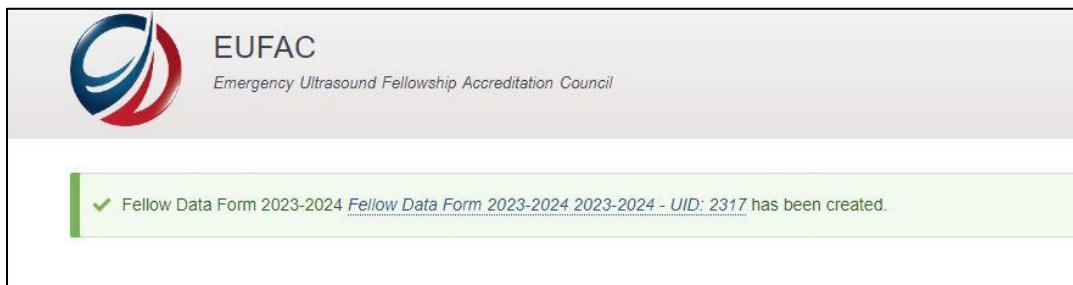 EUFAC
Emergency Ultrasound Fellowship Accreditation Council
Fellow Data Form 2023-2024 Fellow Data Form 2023-2024 2023-2024 - UID: 2317 has been created.